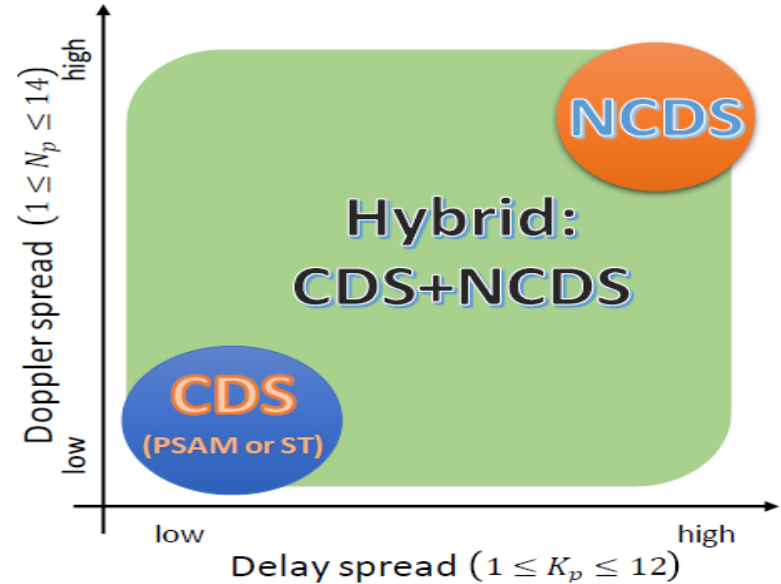 high
Doppler spread (1 ≤ N_p ≤ 14)
low
NCDS
Hybrid:
CDS+NCDS
CDS
(PSAM or ST)
low
high
Delay spread (1 ≤ K_p ≤ 12)